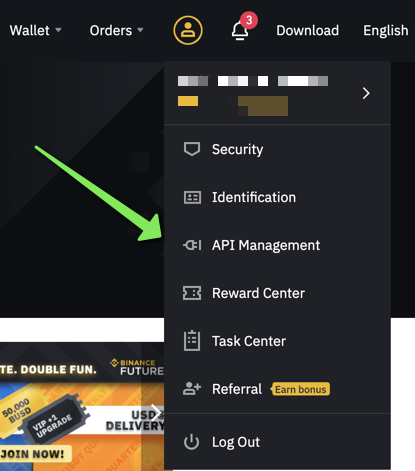 Wallet Orders 3 Download English
Security
Identification
API Management
Reward Center
Task Center
Referral Earn bonus
Log Out
TE. DOUBLE FUN.
BINANCE
FUTURE
50,000
BUSD
VIP +1
UPGRADE
USD
DELIVERY
JOIN NOW!